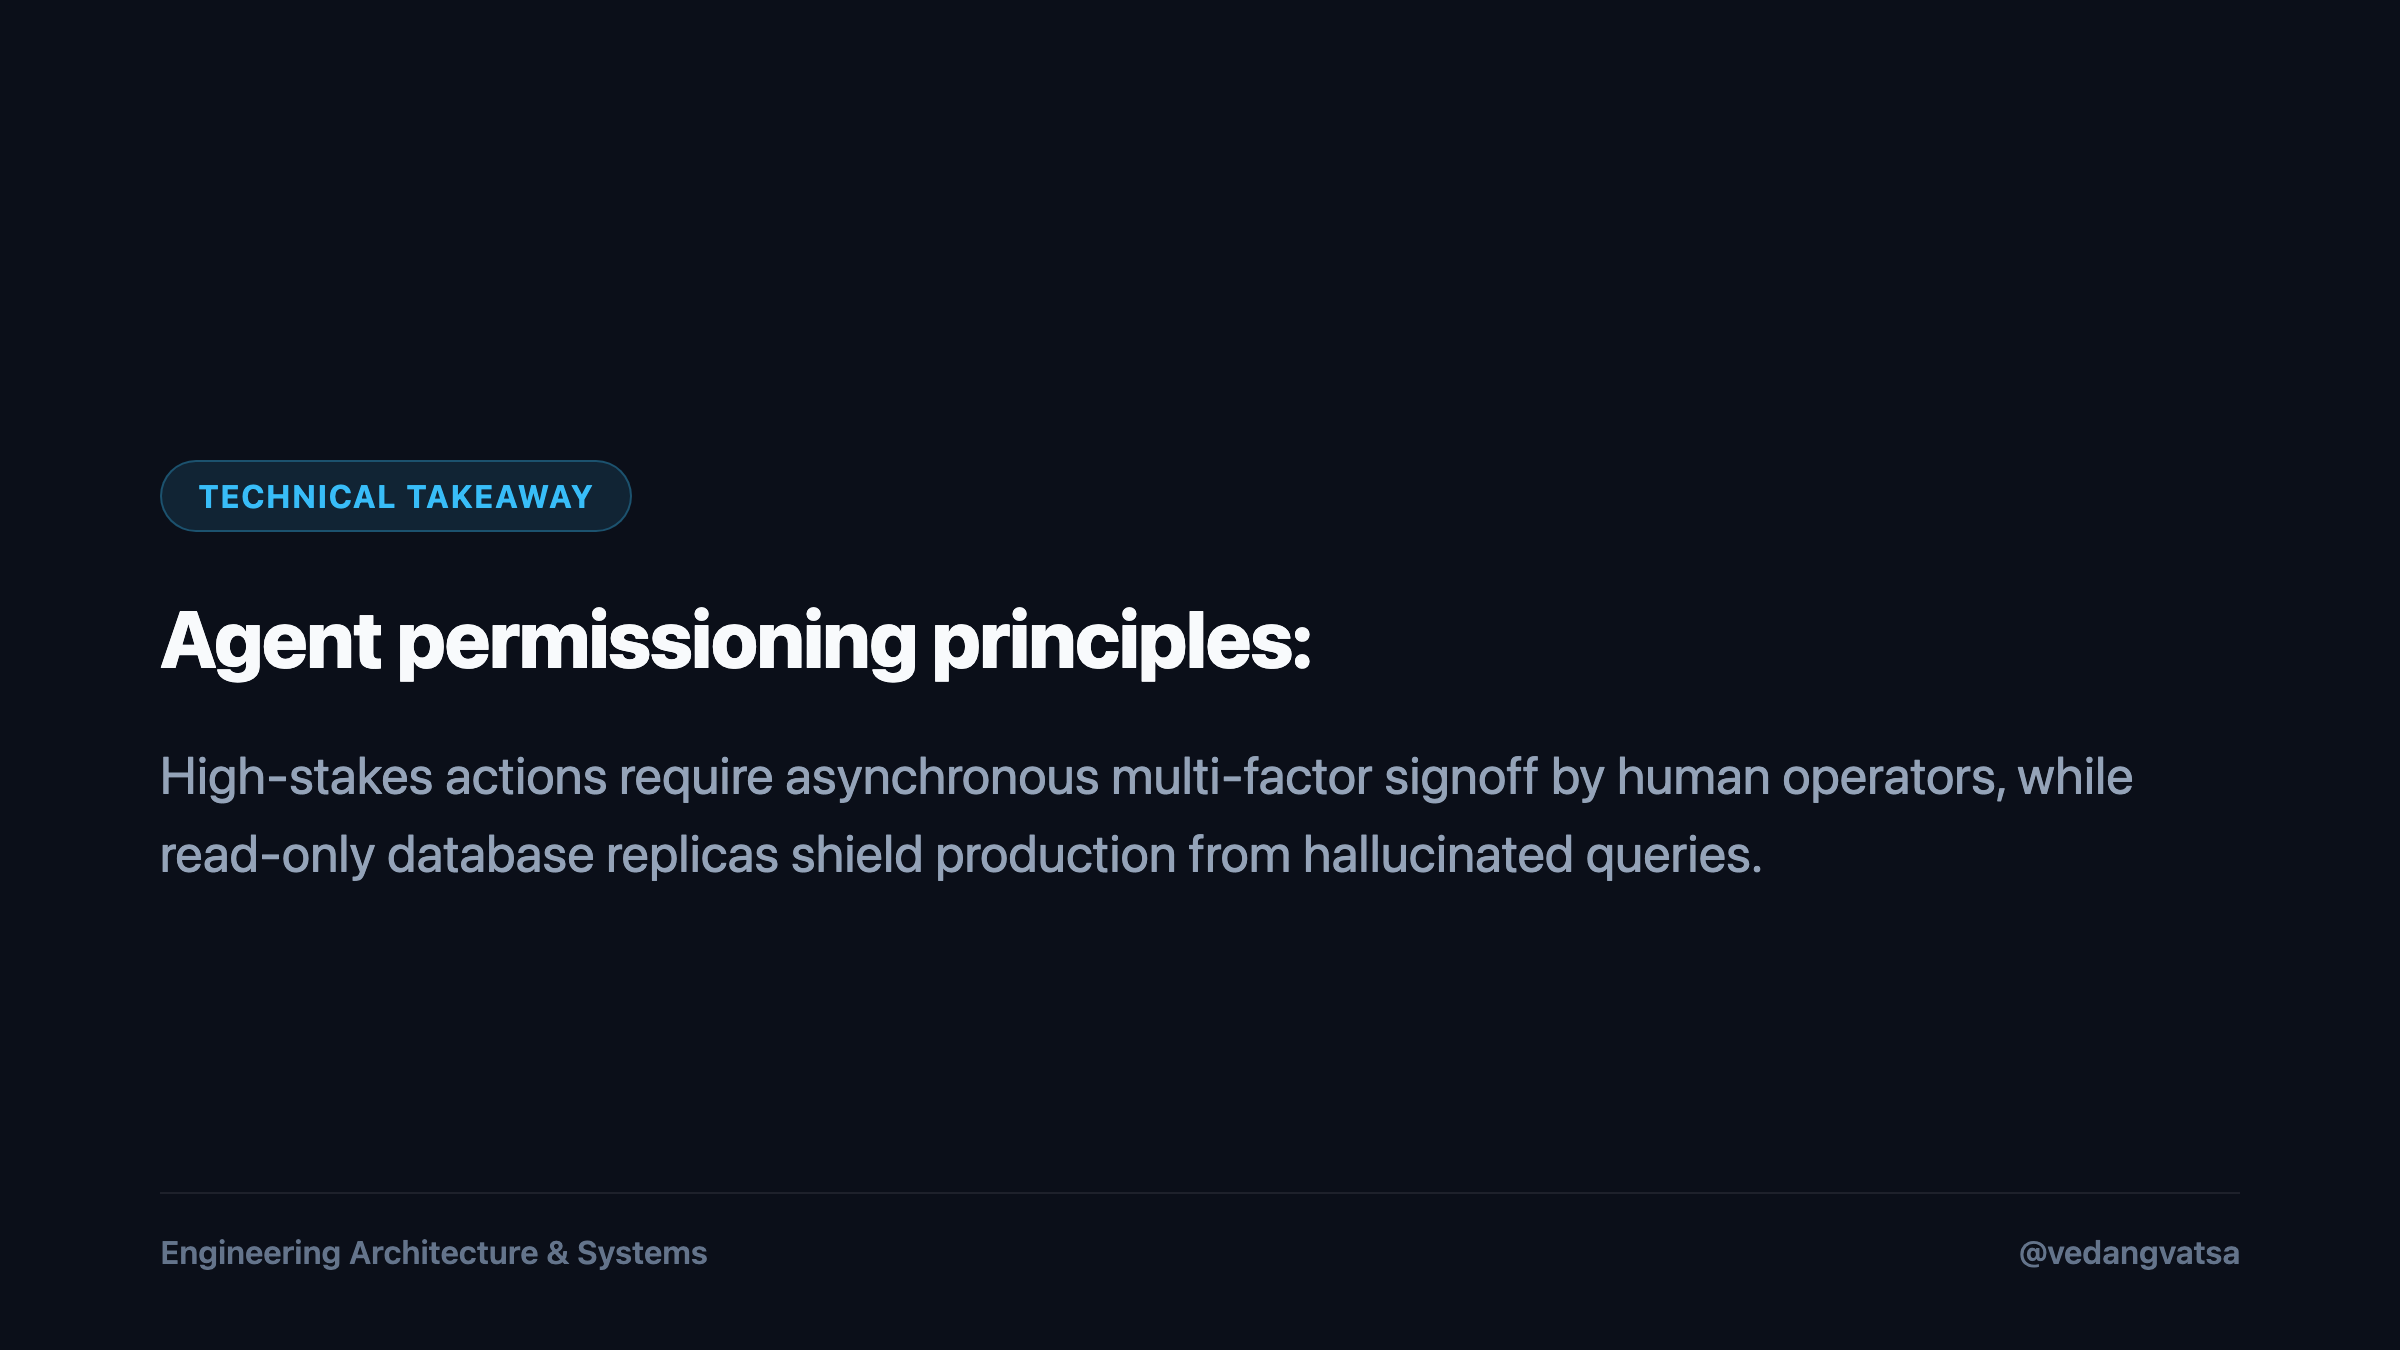 TECHNICAL TAKEAWAY
Agent permissioning principles:
High-stakes actions require asynchronous multi-factor signoff by human operators, while
read-only database replicas shield production from hallucinated queries.
Engineering Architecture & Systems
@vedangvatsa